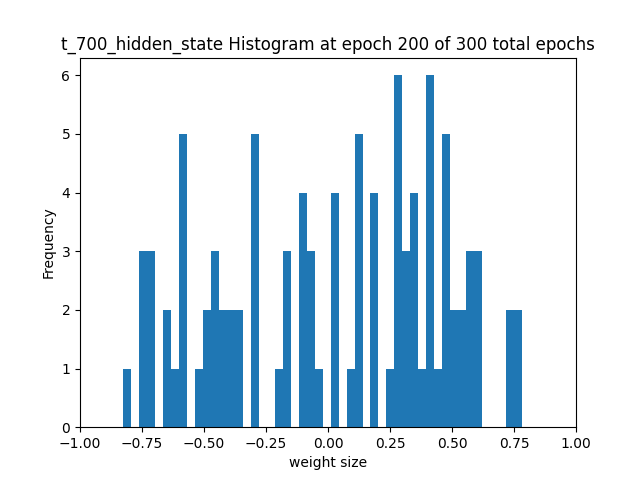 t_700_hidden_state Histogram at epoch 200 of 300 total epochs
6
5
4
3
2
1
0
Frequency
−1.00 −0.75 −0.50 −0.25 0.00 0.25 0.50 0.75 1.00
weight size